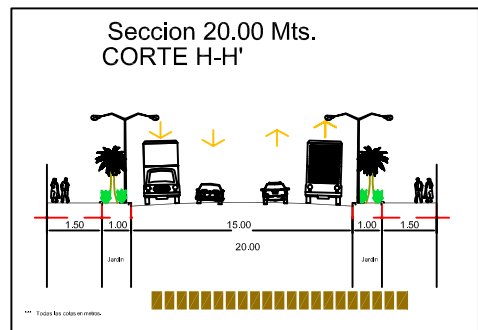 Seccion 20.00 Mts.
CORTE H-H'
1.50 1.00 15.00 1.00 1.50
20.00
Jardin Jardin
*** Todas las cotas en metros.